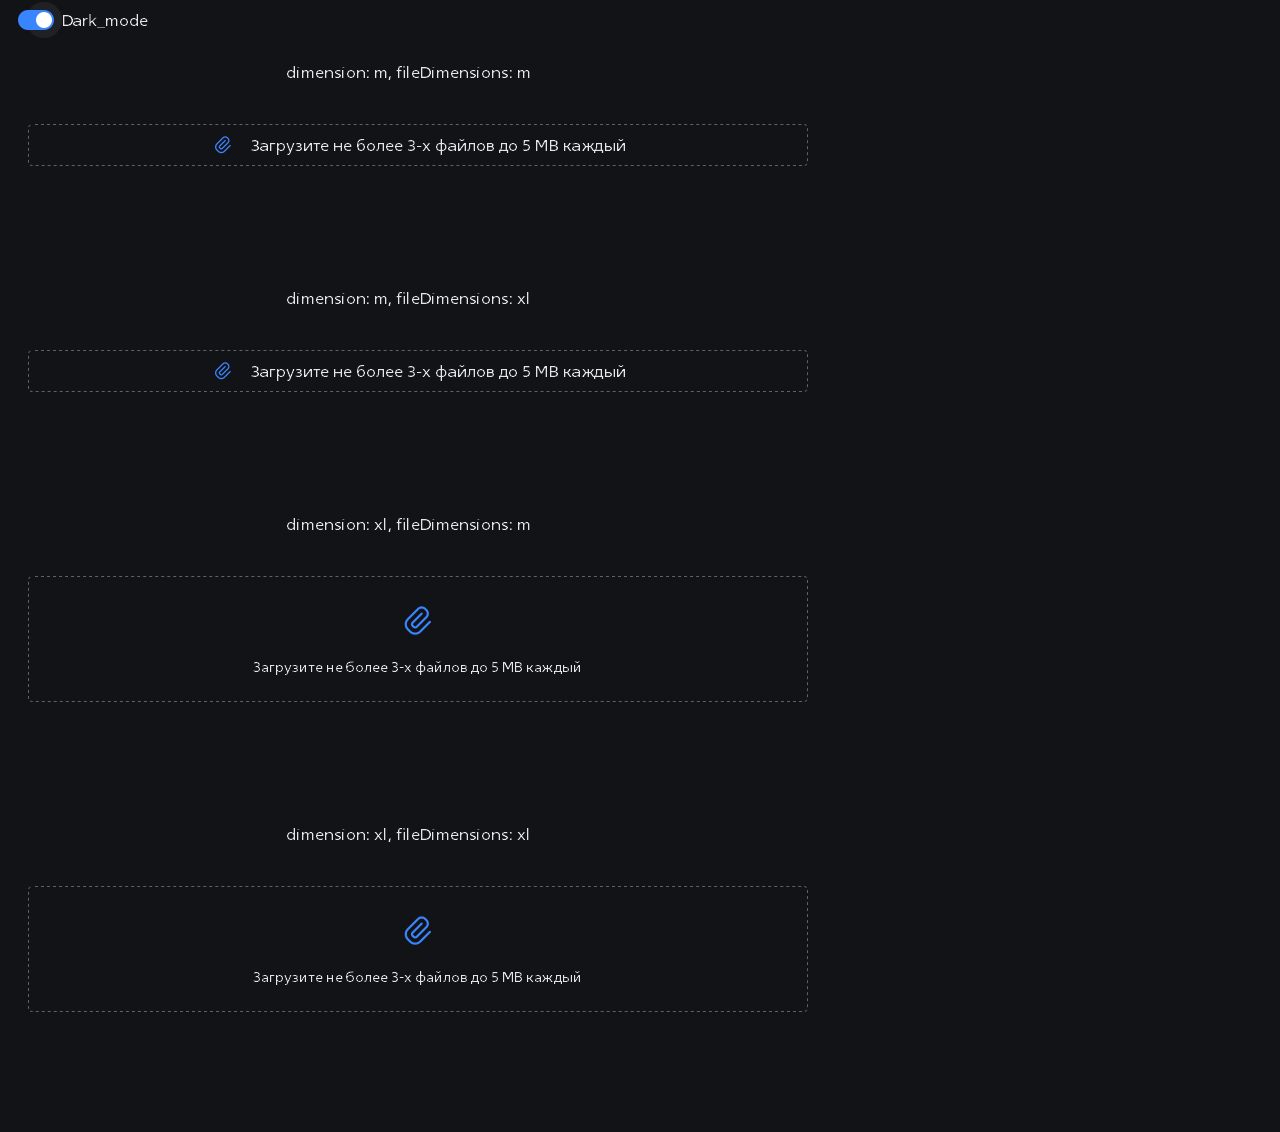 Dark_mode
dimension: m, fileDimensions: m
Загрузите не более 3-х файлов до 5 MB каждый
dimension: m, fileDimensions: xl
Загрузите не более 3-х файлов до 5 MB каждый
dimension: xl, fileDimensions: m
Загрузите не более 3-х файлов до 5 MB каждый
dimension: xl, fileDimensions: xl
Загрузите не более 3-х файлов до 5 MB каждый